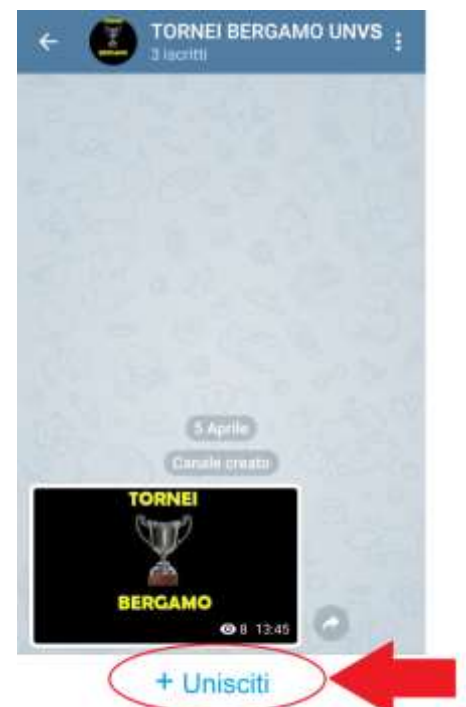 TORNEI BERGAMO UNVS
3 iscritti
5 Aprile
Canale creato
TORNEI
BERGAMO
8 13:45
+ Unisciti